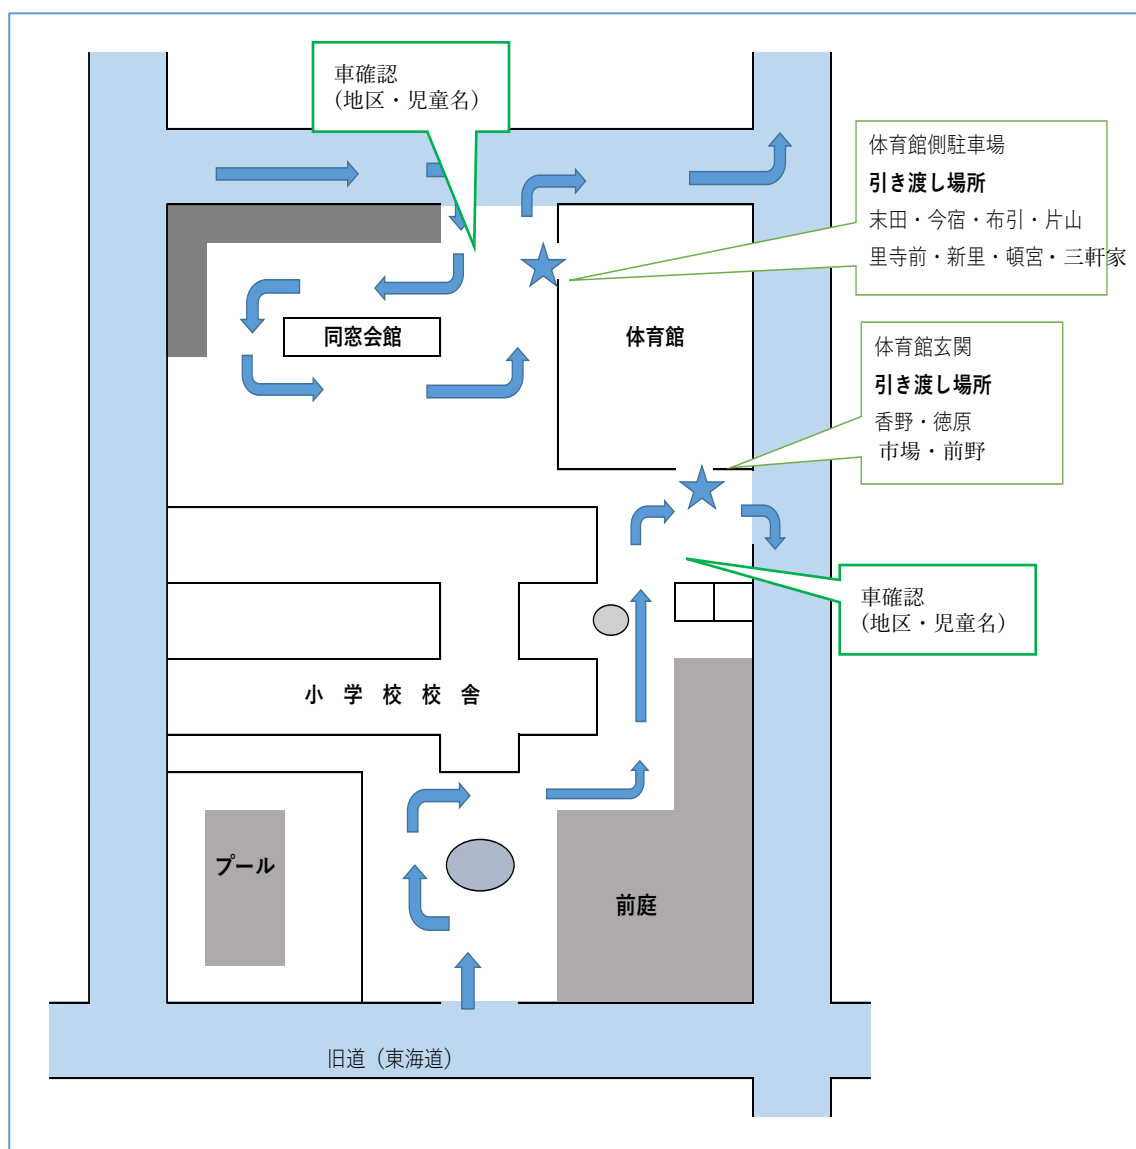 車確認
(地区・児童名)
体育館側駐車場
引き渡し場所
末田・今宿・布引・片山
里寺前・新里・頓宮・三軒家
同窓会館
体育館
体育館玄関
引き渡し場所
香野・徳原
市場・前野
車確認
(地区・児童名)
小学校校舎
プール
前庭
旧道（東海道）